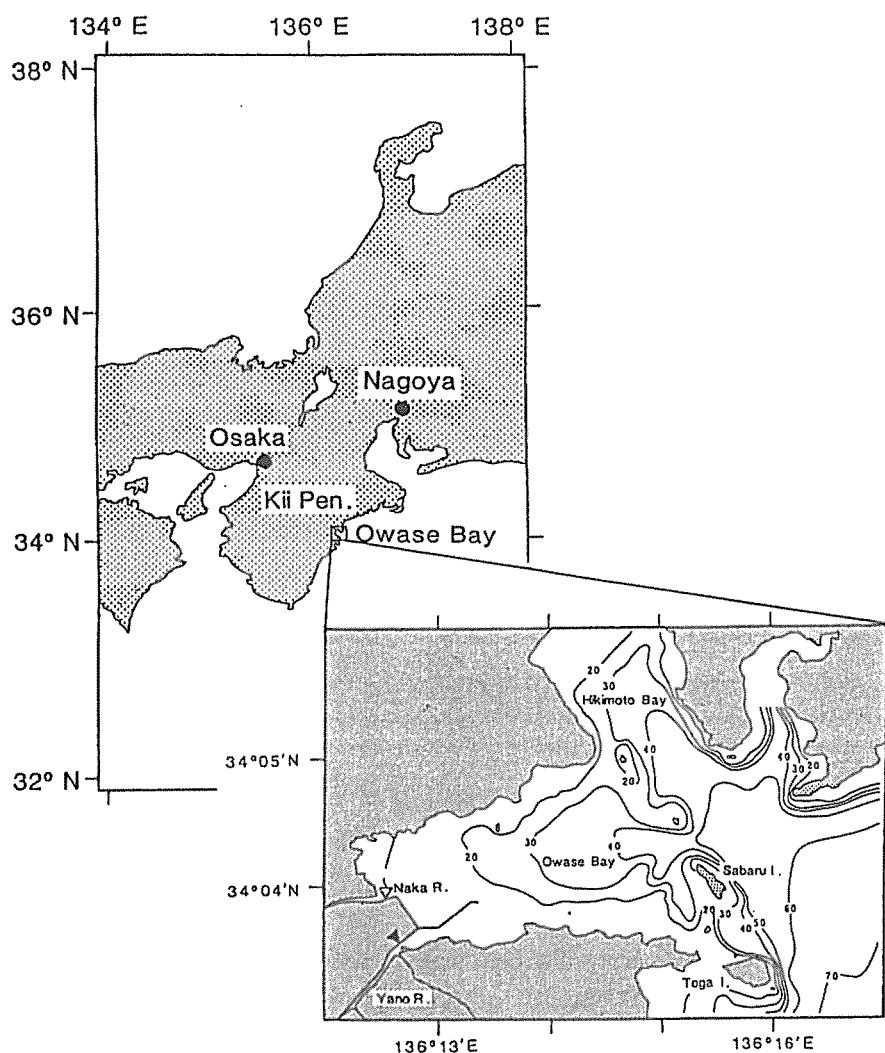 134° E
136° E
138° E
38° N
36° N
34° N
32° N
Nagoya
Osaka
Kii Pen.
Owase Bay
20
30
Hikimoto Bay
40
20
40
30
20
34°05'N
20
30
Owase Bay
40
Sabaru I.
34°04'N
Naka R.
20
30
40
50
60
Toga I.
70
Yano R.
136°13'E
136°16'E